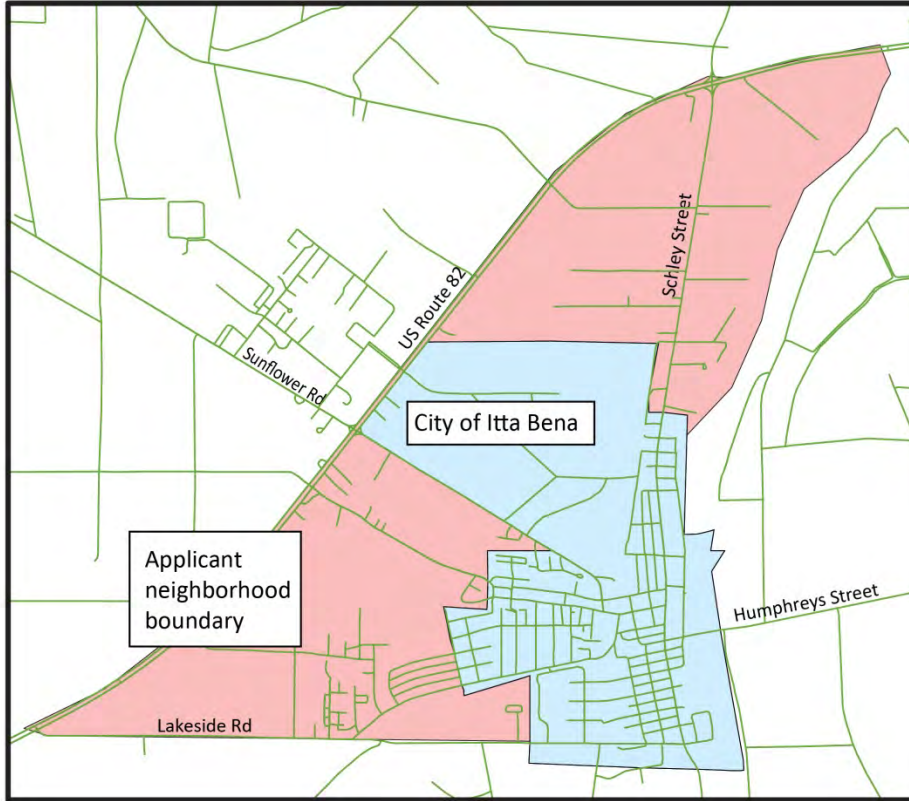 Schley Street
US Route 82
Sunflower Rd
City of Itta Bena
Applicant
neighborhood
boundary
Humphreys Street
Lakeside Rd